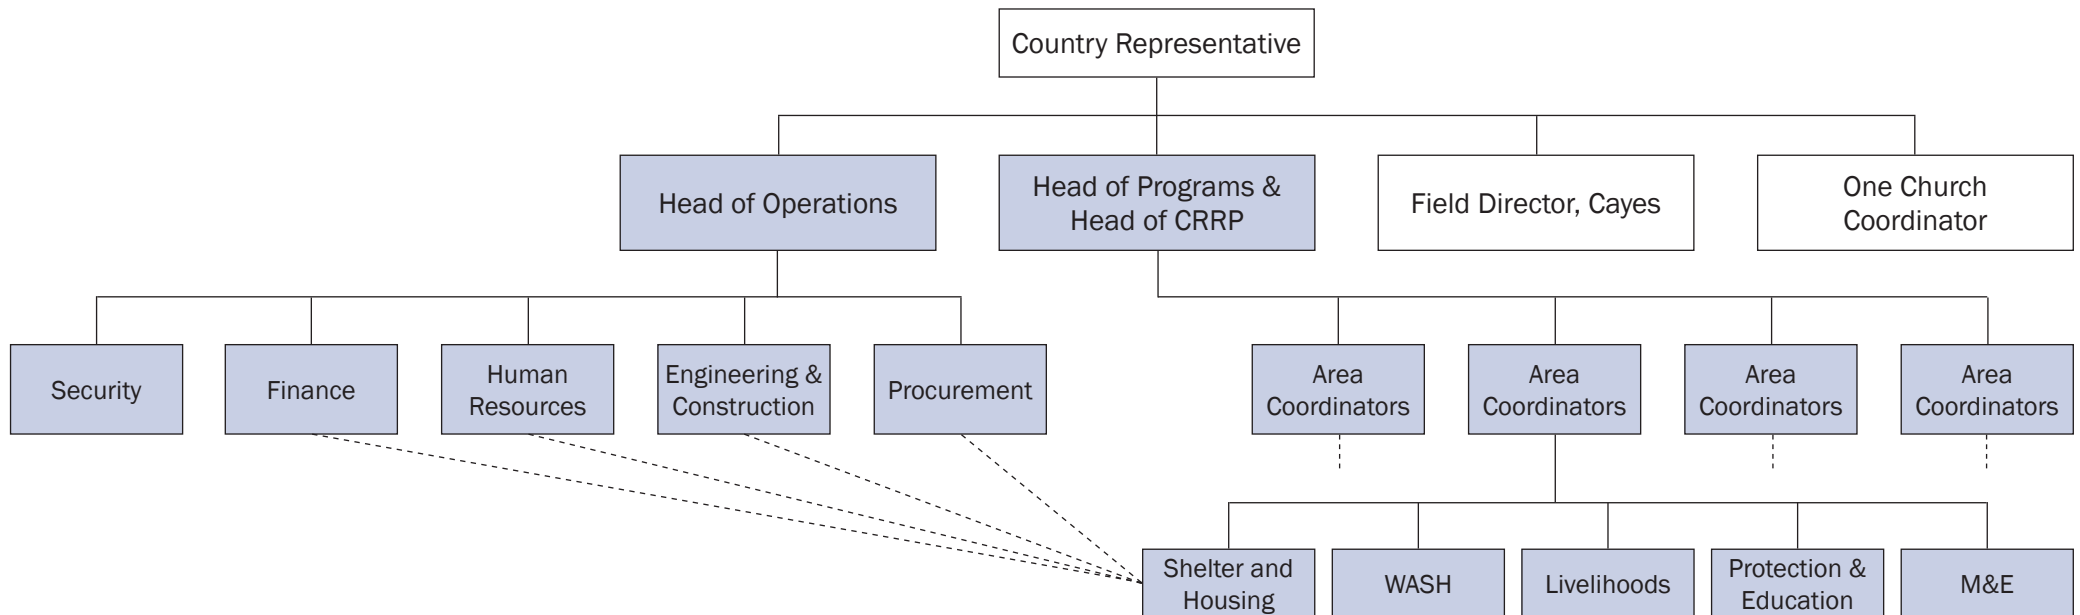 Country Representative
Head of Operations
Head of Programs &
Head of CRRP
Field Director, Cayes
One Church
Coordinator
Security
Finance
Human
Resources
Engineering &
Construction
Procurement
Area
Coordinators
Area
Coordinators
Area
Coordinators
Area
Coordinators
Shelter and
Housing
WASH
Livelihoods
Protection &
Education
M&E